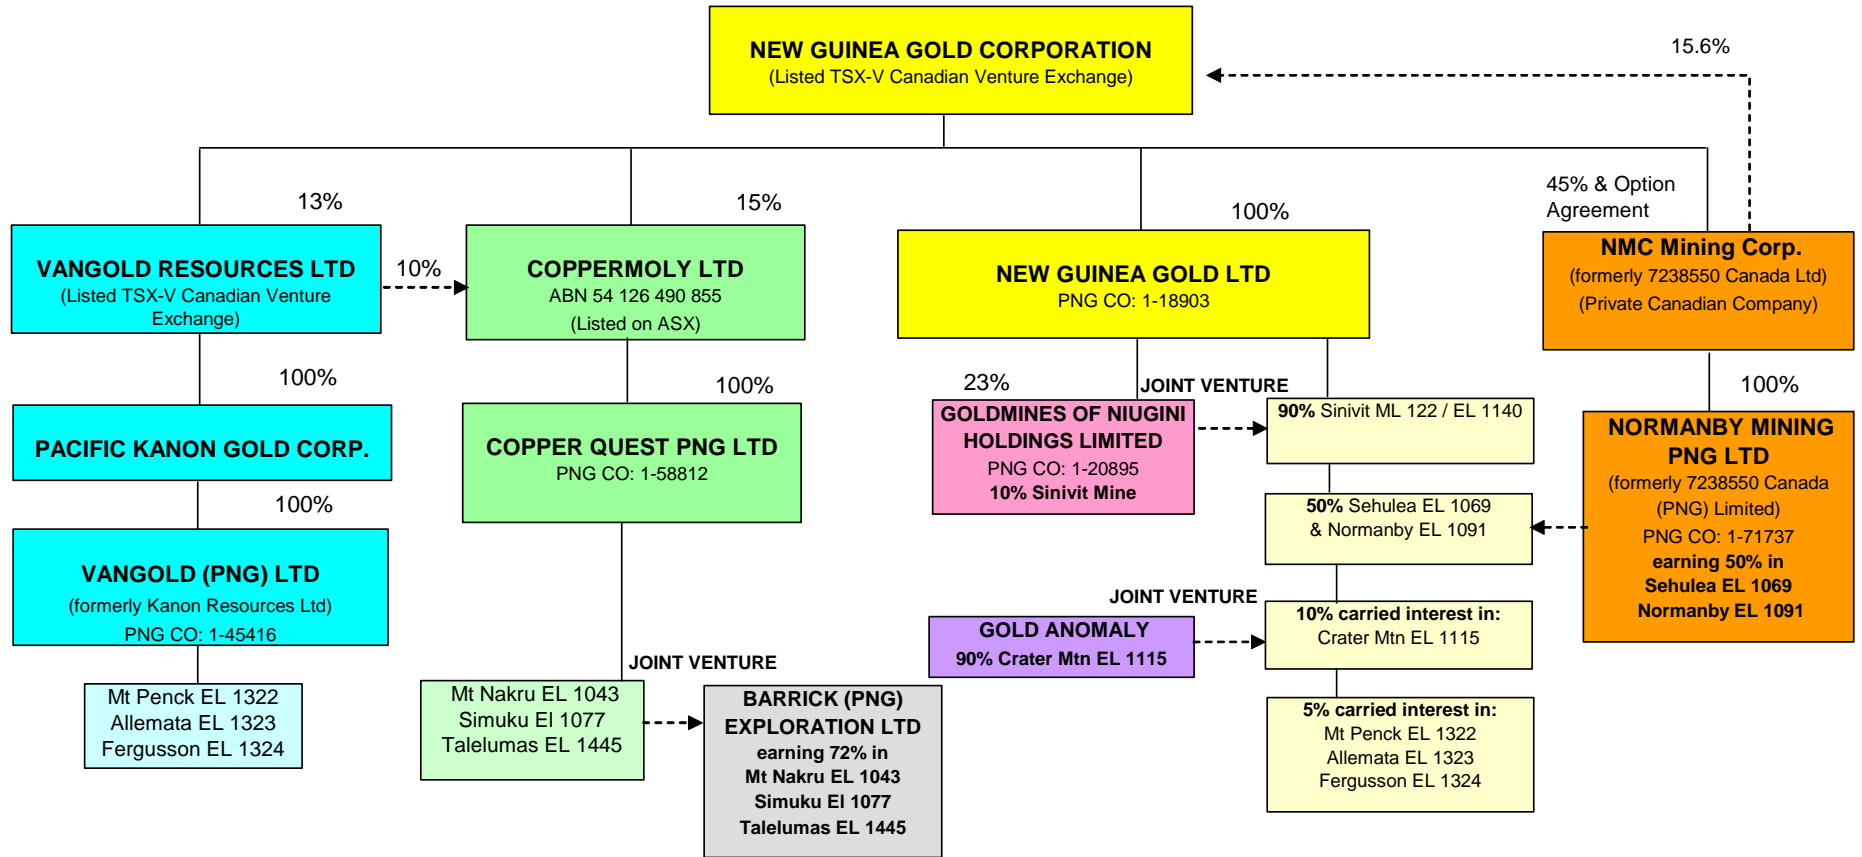 NEW GUINEA GOLD CORPORATION
(Listed TSX-V Canadian Venture Exchange)
15.6%
13%
15%
100%
45% & Option
Agreement
VANGOLD RESOURCES LTD
(Listed TSX-V Canadian Venture
Exchange)
10%
COPPERMOLY LTD
ABN 54 126 490 855
(Listed on ASX)
NEW GUINEA GOLD LTD
PNG CO: 1-18903
NMC Mining Corp.
(formerly 7238550 Canada Ltd)
(Private Canadian Company)
100%
100%
23%
JOINT VENTURE
100%
PACIFIC KANON GOLD CORP.
COPPER QUEST PNG LTD
PNG CO: 1-58812
GOLDMINES OF NIUGINI
HOLDINGS LIMITED
PNG CO: 1-20895
10% Sinivit Mine
90% Sinivit ML 122 / EL 1140
NORMANBY MINING
PNG LTD
(formerly 7238550 Canada
(PNG) Limited)
PNG CO: 1-71737
earning 50% in
Sehulea EL 1069
Normanby EL 1091
100%
50% Sehulea EL 1069
& Normanby EL 1091
VANGOLD (PNG) LTD
(formerly Kanon Resources Ltd)
PNG CO: 1-45416
JOINT VENTURE
GOLD ANOMALY
90% Crater Mtn EL 1115
10% carried interest in:
Crater Mtn EL 1115
JOINT VENTURE
Mt Penck EL 1322
Allemata EL 1323
Fergusson EL 1324
Mt Nakru EL 1043
Simuku El 1077
Talelumas EL 1445
BARRICK (PNG)
EXPLORATION LTD
earning 72% in
Mt Nakru EL 1043
Simuku El 1077
Talelumas EL 1445
5% carried interest in:
Mt Penck EL 1322
Allemata EL 1323
Fergusson EL 1324